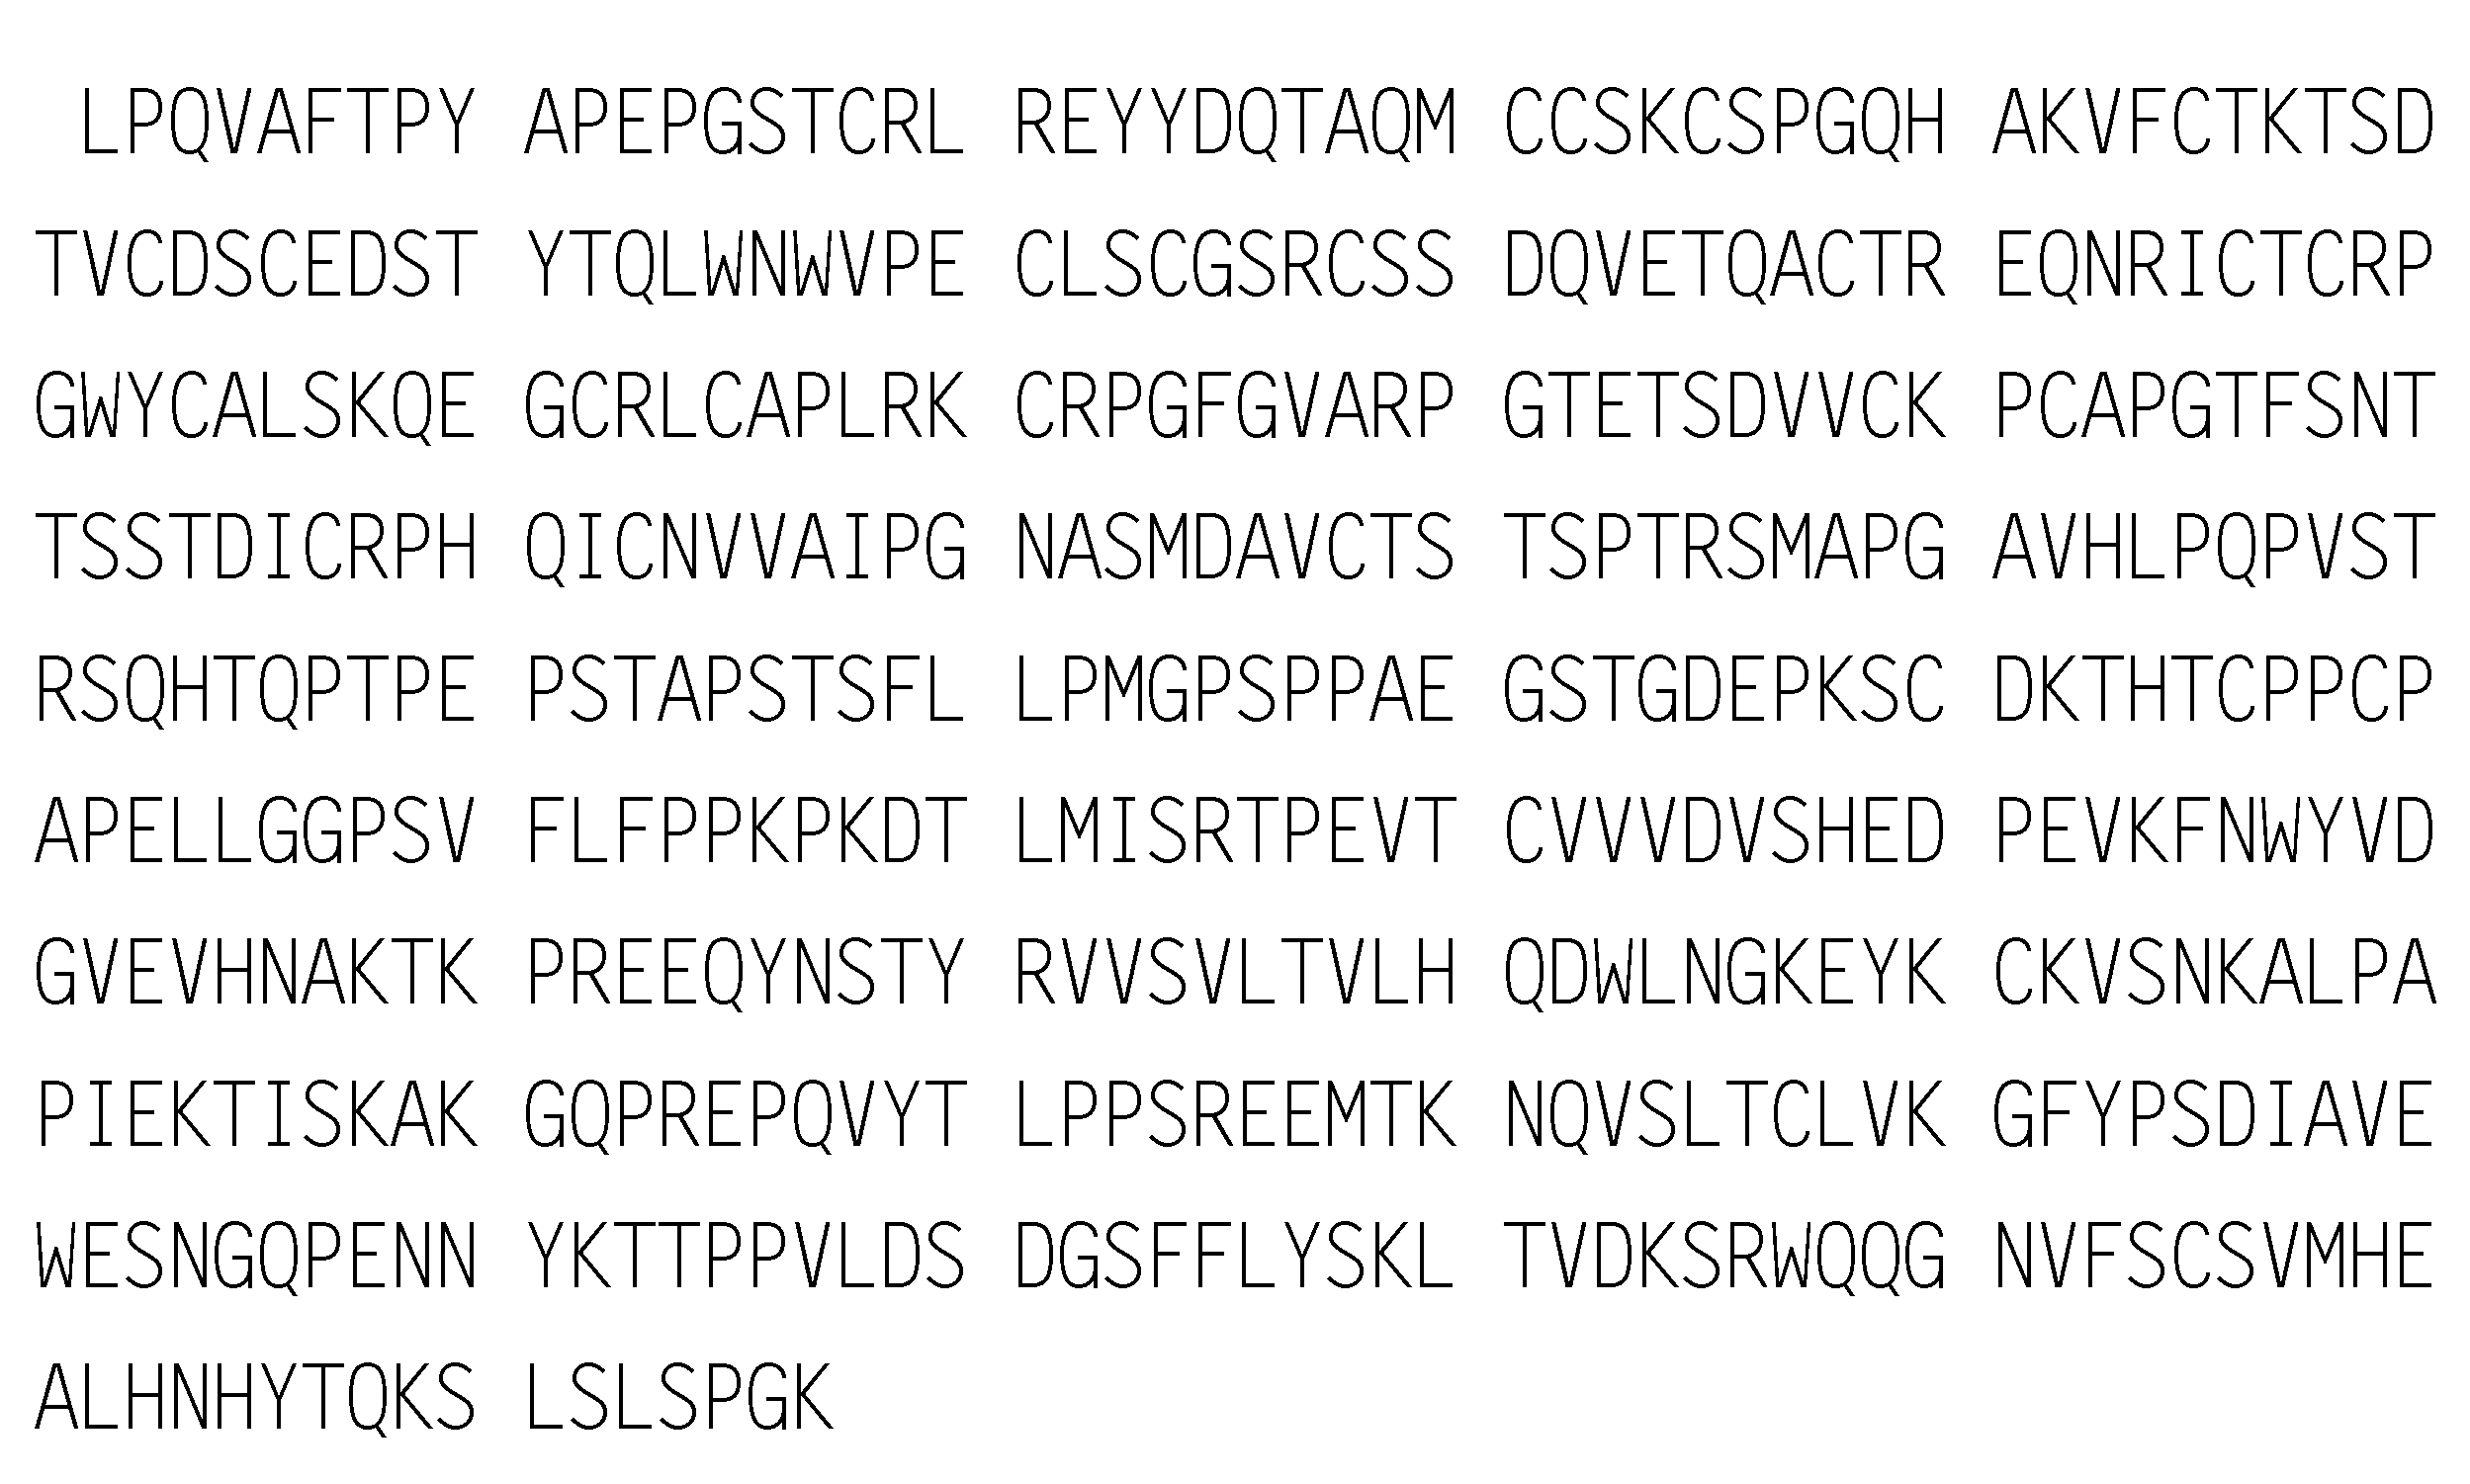 LPQVAFTPY APEPGSTCRL REYYDQTAQM CCSKCSPGQH AKVFCTKTSD
TVCDSCEDST YTQLWNWVPE CLSCGSRCSS DQVETQACTR EQNRICTCRP
GWYCALSKQE GCRLCAPLRK CRPGFGVARP GTETSDVVCK PCAPGTFSNT
TSSTDICRPH QICNVVAIPG NASMDAVCTS TSPTRSMAPG AVHLPQPVST
RSQHTQPTPE PSTAPSTSFL LPMGPSPPAE GSTGDEPKSC DKTHTCPPCP
APELLGGPSV FLFPPKPKDT LMISRTPEVT CVVVDVSHED PEVKFNWYVD
GVEVHNAKTK PREEQYNSTY RVVSVLTVLH QDWLNGKEYK CKVSNKALPA
PIEKTISKAK GQPREPQVYT LPPSREEMTK NQVSLTCLVK GFYPSDIAVE
WESNGQPENN YKTTPPVLDS DGSFFLYSKL TVDKSRWQQG NVFSCSVMHE
ALHNHYTQKS LSLSPGK